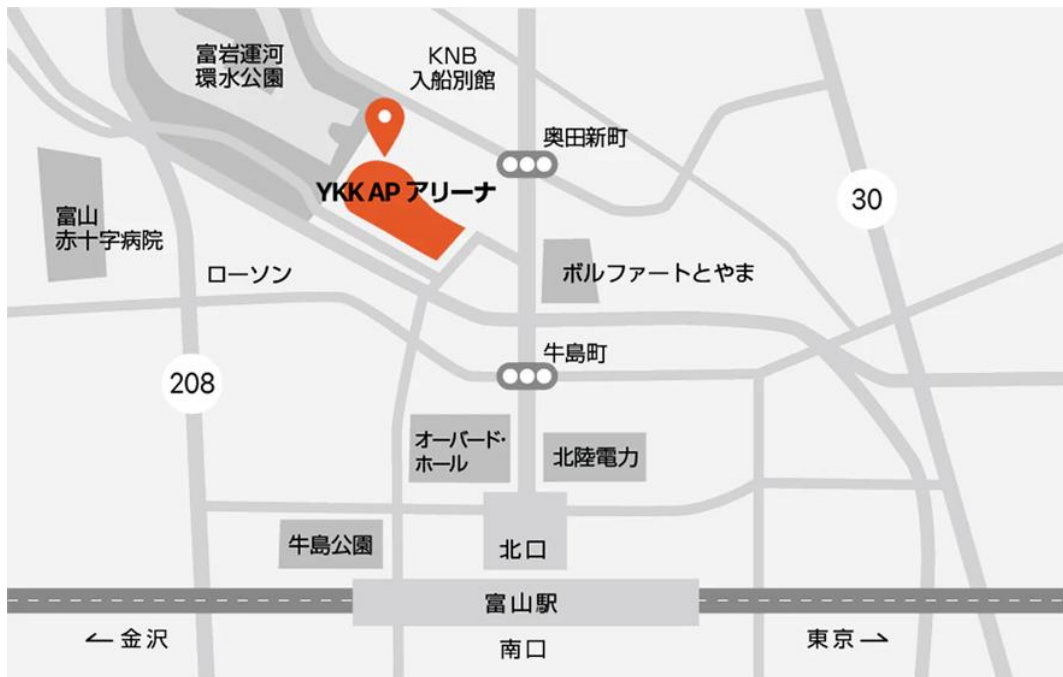 富岩運河
環水公園
KNB
入船別館
奥田新町
YKK AP アリーナ
30
富山
赤十字病院
ローソン
ボルファートとやま
牛島町
208
オーバード・
ホール
北陸電力
牛島公園
北口
富山駅
←金沢
南口
東京→